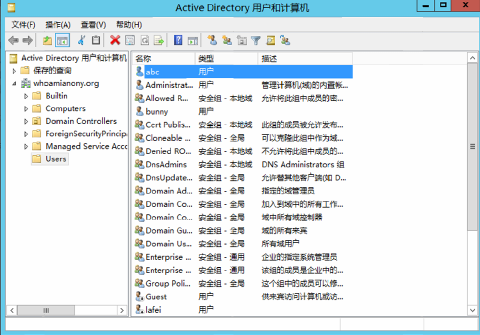 Active Directory 用户和计算机
文件(F) 操作(A) 查看(V) 帮助(H)
Active Directory 用户和计算机
保存的查询
whoamianony.org
Builtin
Computers
Domain Controllers
ForeignSecurityPrincipa
Managed Service Acco
Users
名称 类型 描述
abc 用户
Administrat... 用户 管理计算机(域)的内置帐...
Allowed R... 安全组 - 本地域 允许将此组中成员的密...
bunny 用户
Cert Publis... 安全组 - 本地域 此组的成员被允许发布...
Cloneable ... 安全组 - 全局 可以克隆此组中作为域...
Denied RO... 安全组 - 本地域 不允许将此组中成员的...
DnsAdmins 安全组 - 本地域 DNS Administrators 组
DnsUpdate... 安全组 - 全局 允许替其他客户端(如 D...
Domain Ad... 安全组 - 全局 指定的域管理员
Domain Co... 安全组 - 全局 加入到域中的所有工作...
Domain Co... 安全组 - 全局 域中所有域控制器
Domain Gu... 安全组 - 全局 域的所有来宾
Domain Us... 安全组 - 全局 所有域用户
Enterprise ... 安全组 - 通用 企业的指定系统管理员
Enterprise ... 安全组 - 通用 该组的成员是企业中的...
Group Poli... 安全组 - 全局 这个组中的成员可以修...
Guest 用户 供来宾访问计算机或访...
lafei 用户